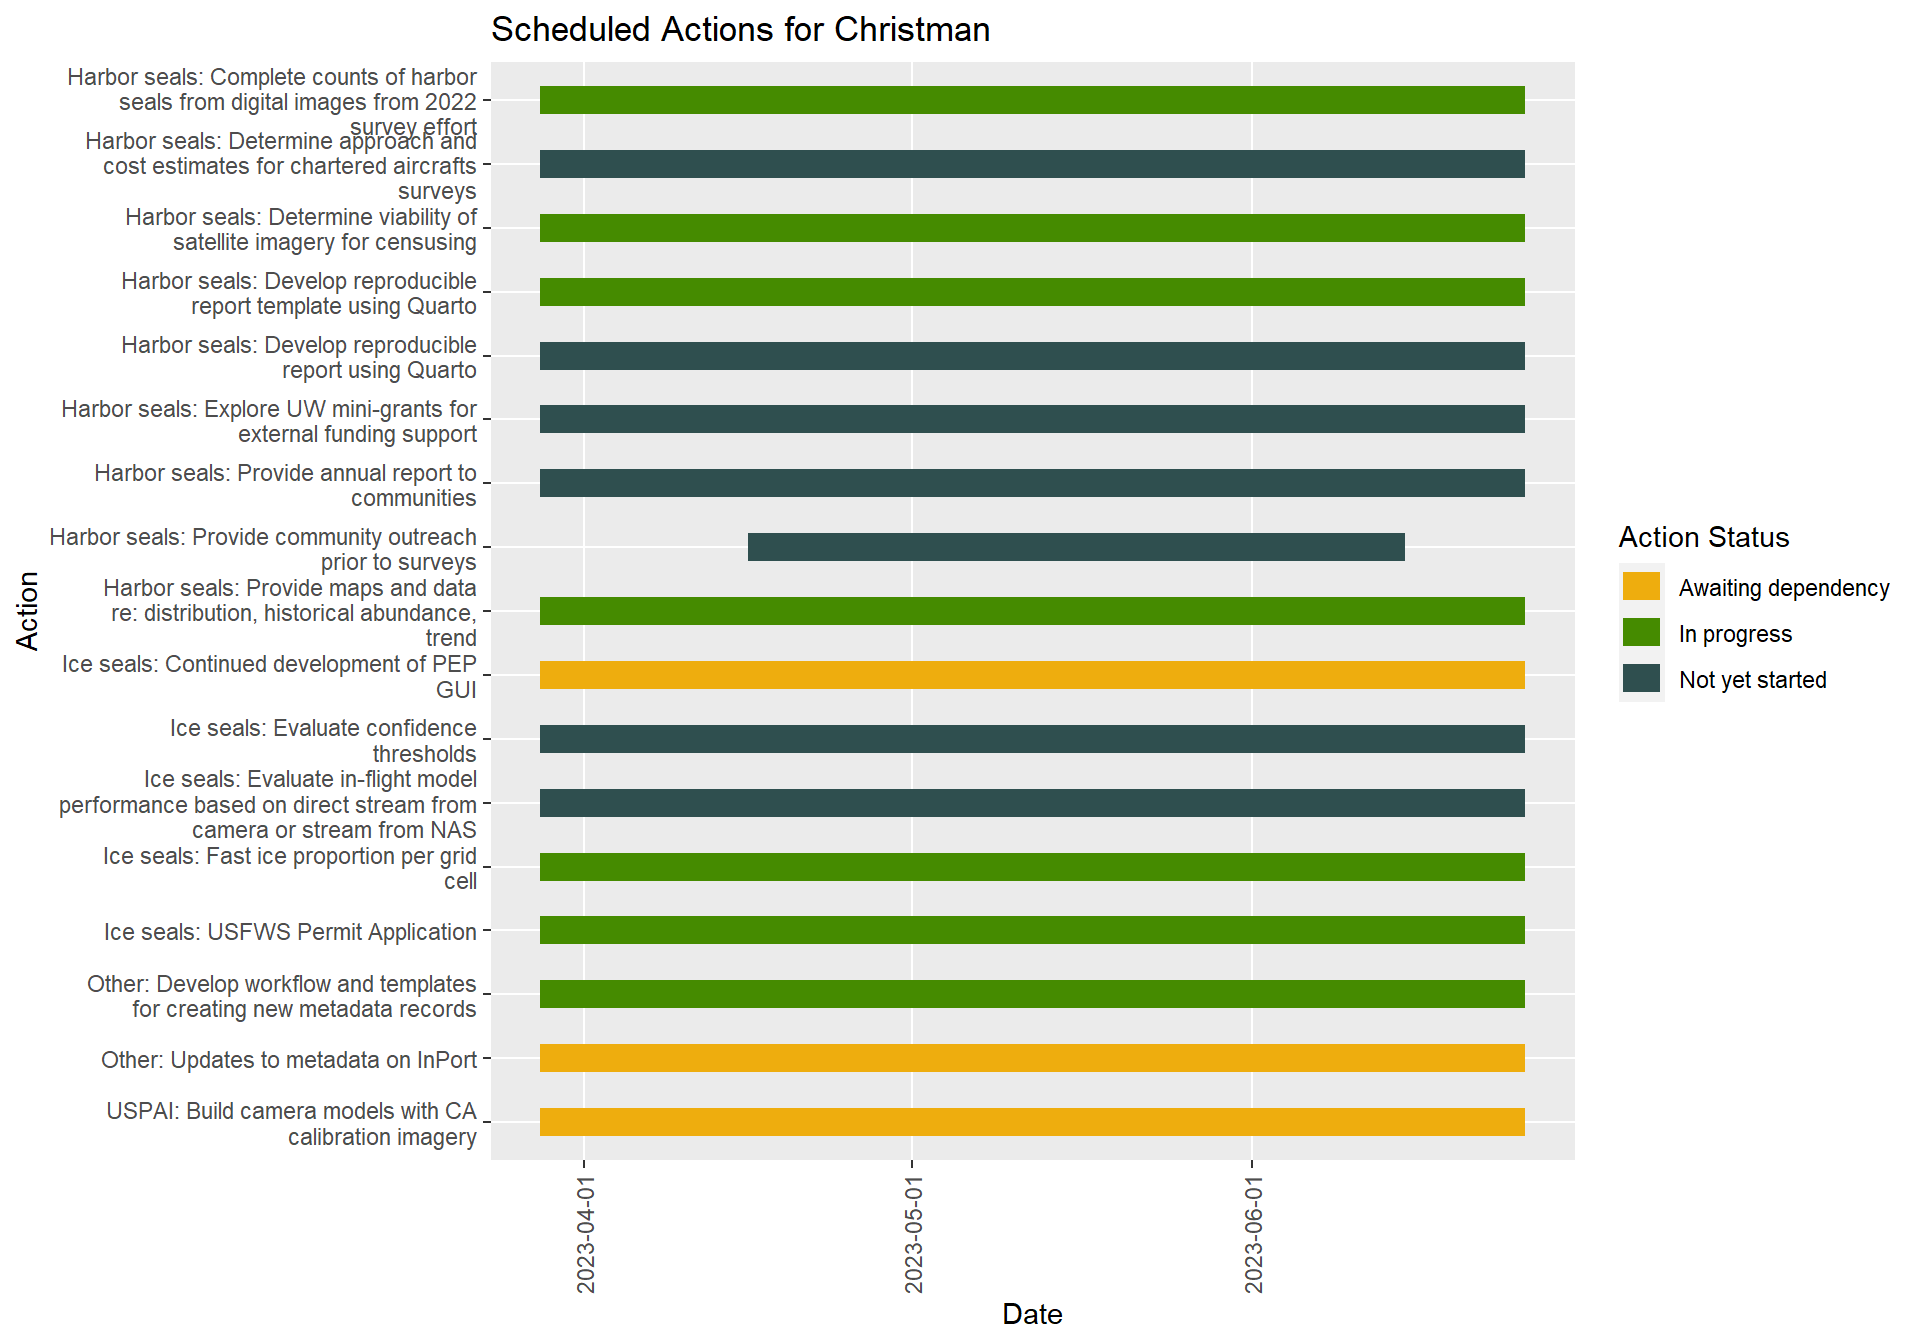 Scheduled Actions for Christman
Harbor seals: Complete counts of harbor
seals from digital images from 2022
survey effort
Harbor seals: Determine approach and
cost estimates for chartered aircrafts
surveys
Harbor seals: Determine viability of
satellite imagery for censusing
Harbor seals: Develop reproducible
report template using Quarto
Harbor seals: Develop reproducible
report using Quarto
Harbor seals: Explore UW mini-grants for
external funding support
Harbor seals: Provide annual report to
communities
Harbor seals: Provide community outreach
prior to surveys
Harbor seals: Provide maps and data
re: distribution, historical abundance,
trend
Ice seals: Continued development of PEP
GUI
Ice seals: Evaluate confidence
thresholds
Ice seals: Evaluate in-flight model
performance based on direct stream from
camera or stream from NAS
Ice seals: Fast ice proportion per grid
cell
Ice seals: USFWS Permit Application
Other: Develop workflow and templates
for creating new metadata records
Other: Updates to metadata on InPort
USPAI: Build camera models with CA
calibration imagery
Action
2023-04-01
2023-05-01
2023-06-01
Date
Action Status
Awaiting dependency
In progress
Not yet started